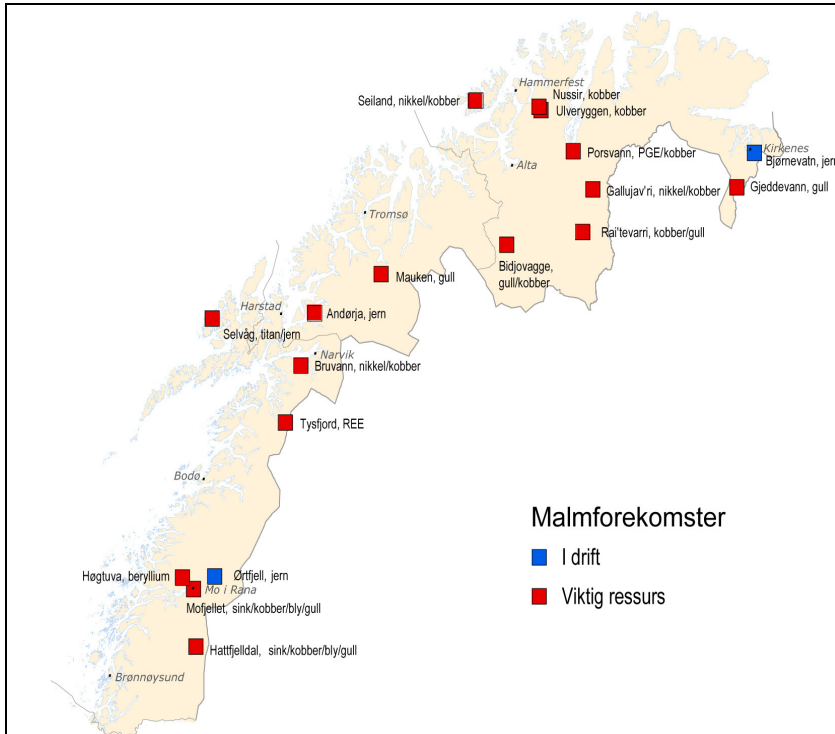 Hammerfest
Seiland, nikkel/kobber
Nussir, kobber
Ulveryggen, kobber
Kirkenes
Bjørnevatn, jern
Porsvann, PGE/kobber
Alta
Gjeddevann, gull
Gallujav'ri, nikkel/kobber
Tromsø
Rai'tevarri, kobber/gull
Bidjovagge,
gull/kobber
Mauken, gull
Harstad
Andørja, jern
Selvåg, titan/jern
Narvik
Bruvann, nikkel/kobber
Tysfjord, REE
Bodø
Malmforekomster
I drift
Viktig ressurs
Høgtuva, beryllium
Ørtfjell, jern
Mo i Rana
Mofjellet, sink/kobber/bly/gull
Hattfjelldal, sink/kobber/bly/gull
Brønnøysund